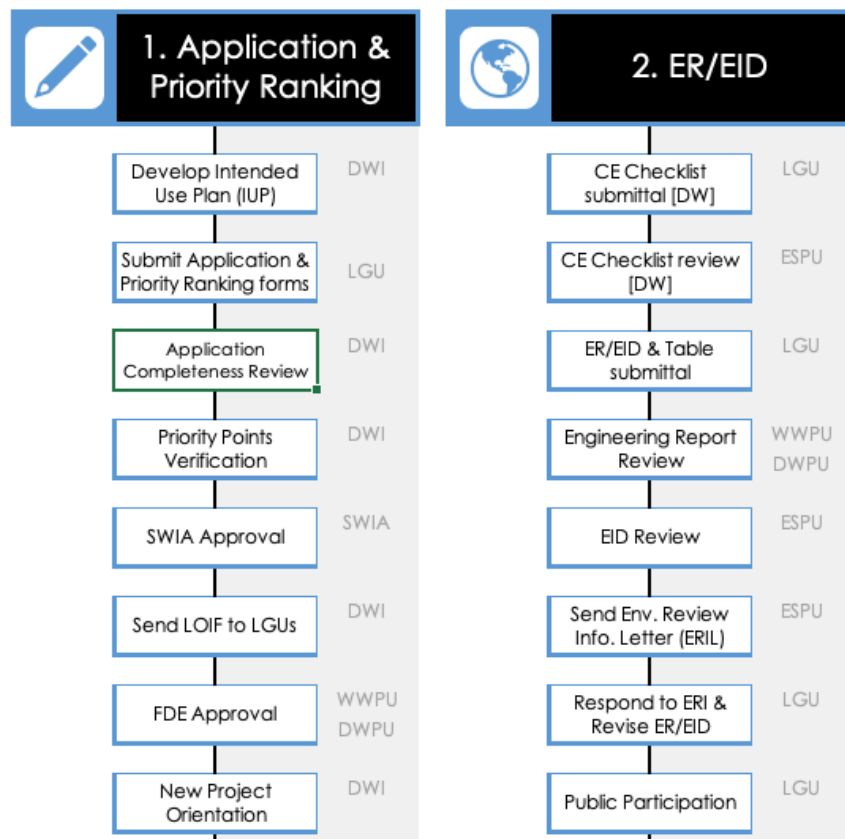 1. Application &
Priority Ranking
Develop Intended
Use Plan (IUP)
DWI
Submit Application &
Priority Ranking forms
LGU
Application
Completeness Review
DWI
Priority Points
Verification
DWI
SWIA Approval
SWIA
Send LOIF to LGUs
DWI
FDE Approval
WWPU
DWPU
New Project
Orientation
DWI
2. ER/EID
CE Checklist
submittal [DW]
LGU
CE Checklist review
[DW]
ESPU
ER/EID & Table
submittal
LGU
Engineering Report
Review
WWPU
DWPU
EID Review
ESPU
Send Env. Review
Info. Letter (ERIL)
ESPU
Respond to ERI &
Revise ER/EID
LGU
Public Participation
LGU